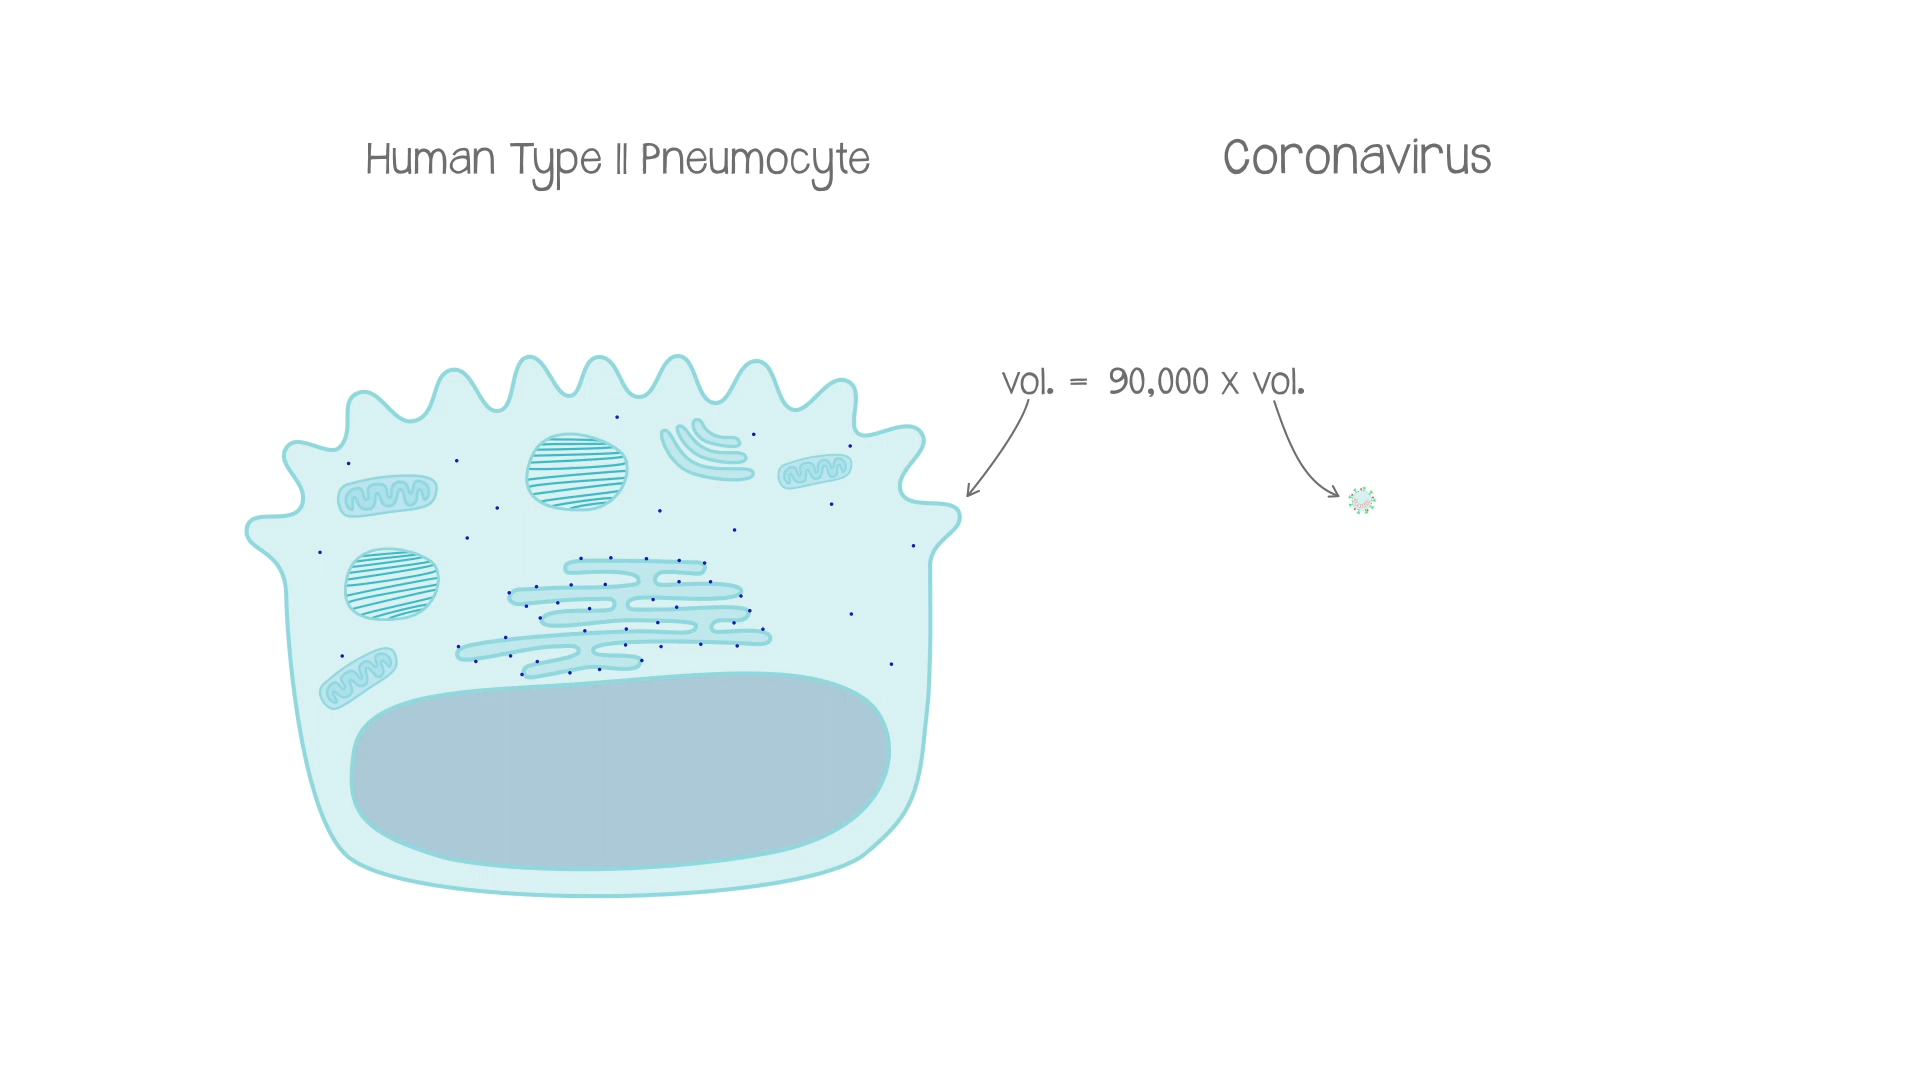 Human Type II Pneumocyte
Coronavirus
vol. = 90,000 x vol.